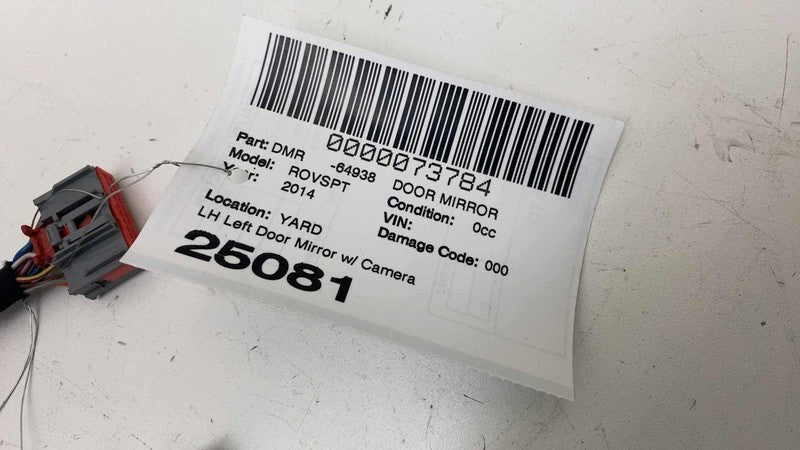 0000073784
Part: DMR -64938 DOOR MIRROR
Model: ROVSPT Condition: 0cc
Year: 2014 VIN:
Damage Code: 000
Location: YARD
LH Left Door Mirror w/ Camera
25081